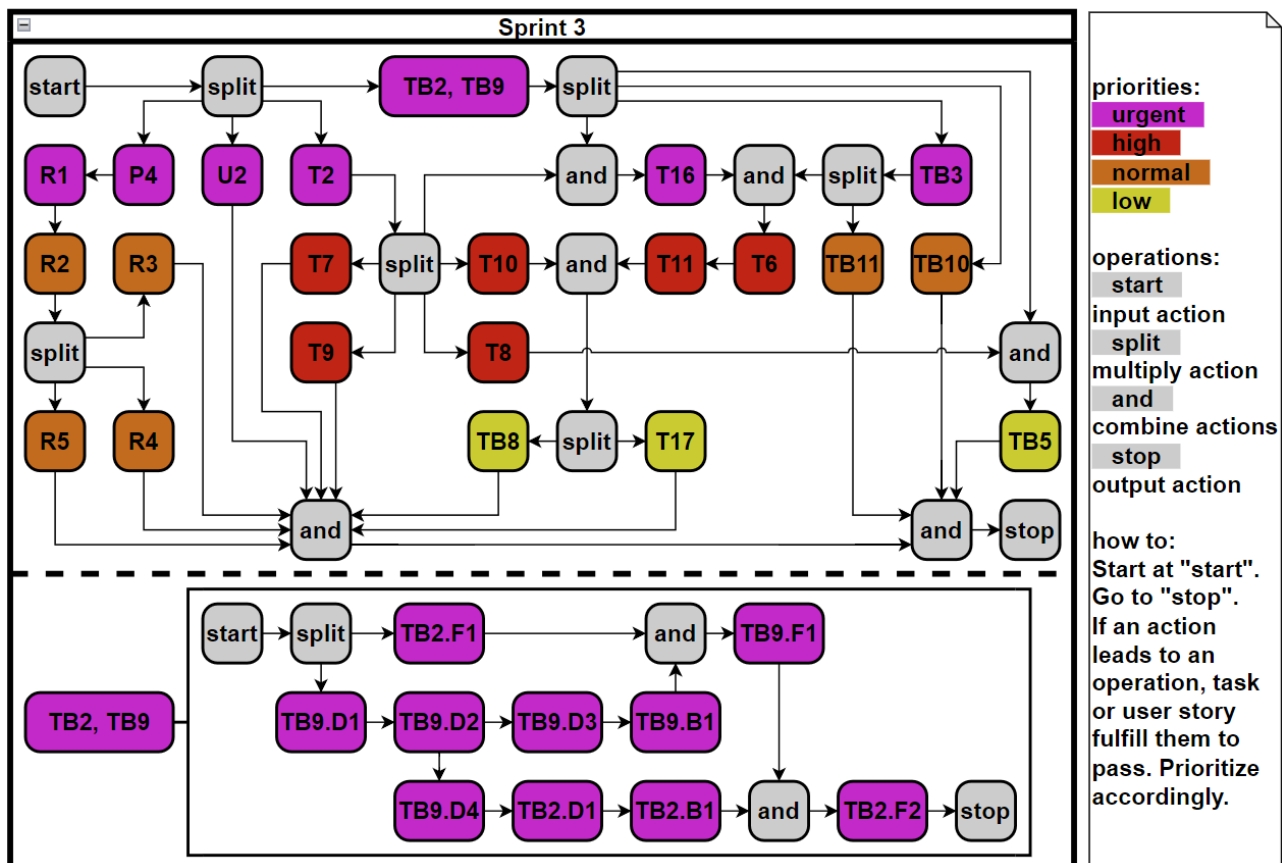 Sprint 3
start
split
TB2, TB9
split
R1
P4
U2
T2
and
T16
and
split
TB3
R2
R3
T7
split
T10
and
T11
T6
TB11
TB10
split
T9
T8
and
R5
R4
TB8
split
T17
TB5
and
and
stop
start
split
TB2.F1
and
TB9.F1
TB2, TB9
TB9.D1
TB9.D2
TB9.D3
TB9.B1
TB9.D4
TB2.D1
TB2.B1
and
TB2.F2
stop
priorities:
urgent
high
normal
low
operations:
start
input action
split
multiply action
and
combine actions
stop
output action
how to:
Start at "start".
Go to "stop".
If an action
leads to an
operation, task
or user story
fulfill them to
pass. Prioritize
accordingly.